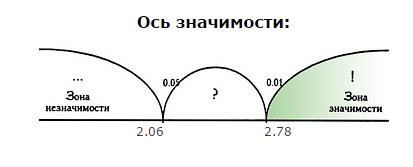 Ось значимости:
...
0.05
0.01
!
?
Зона
незначимости
Зона
значимости
2.06
2.78